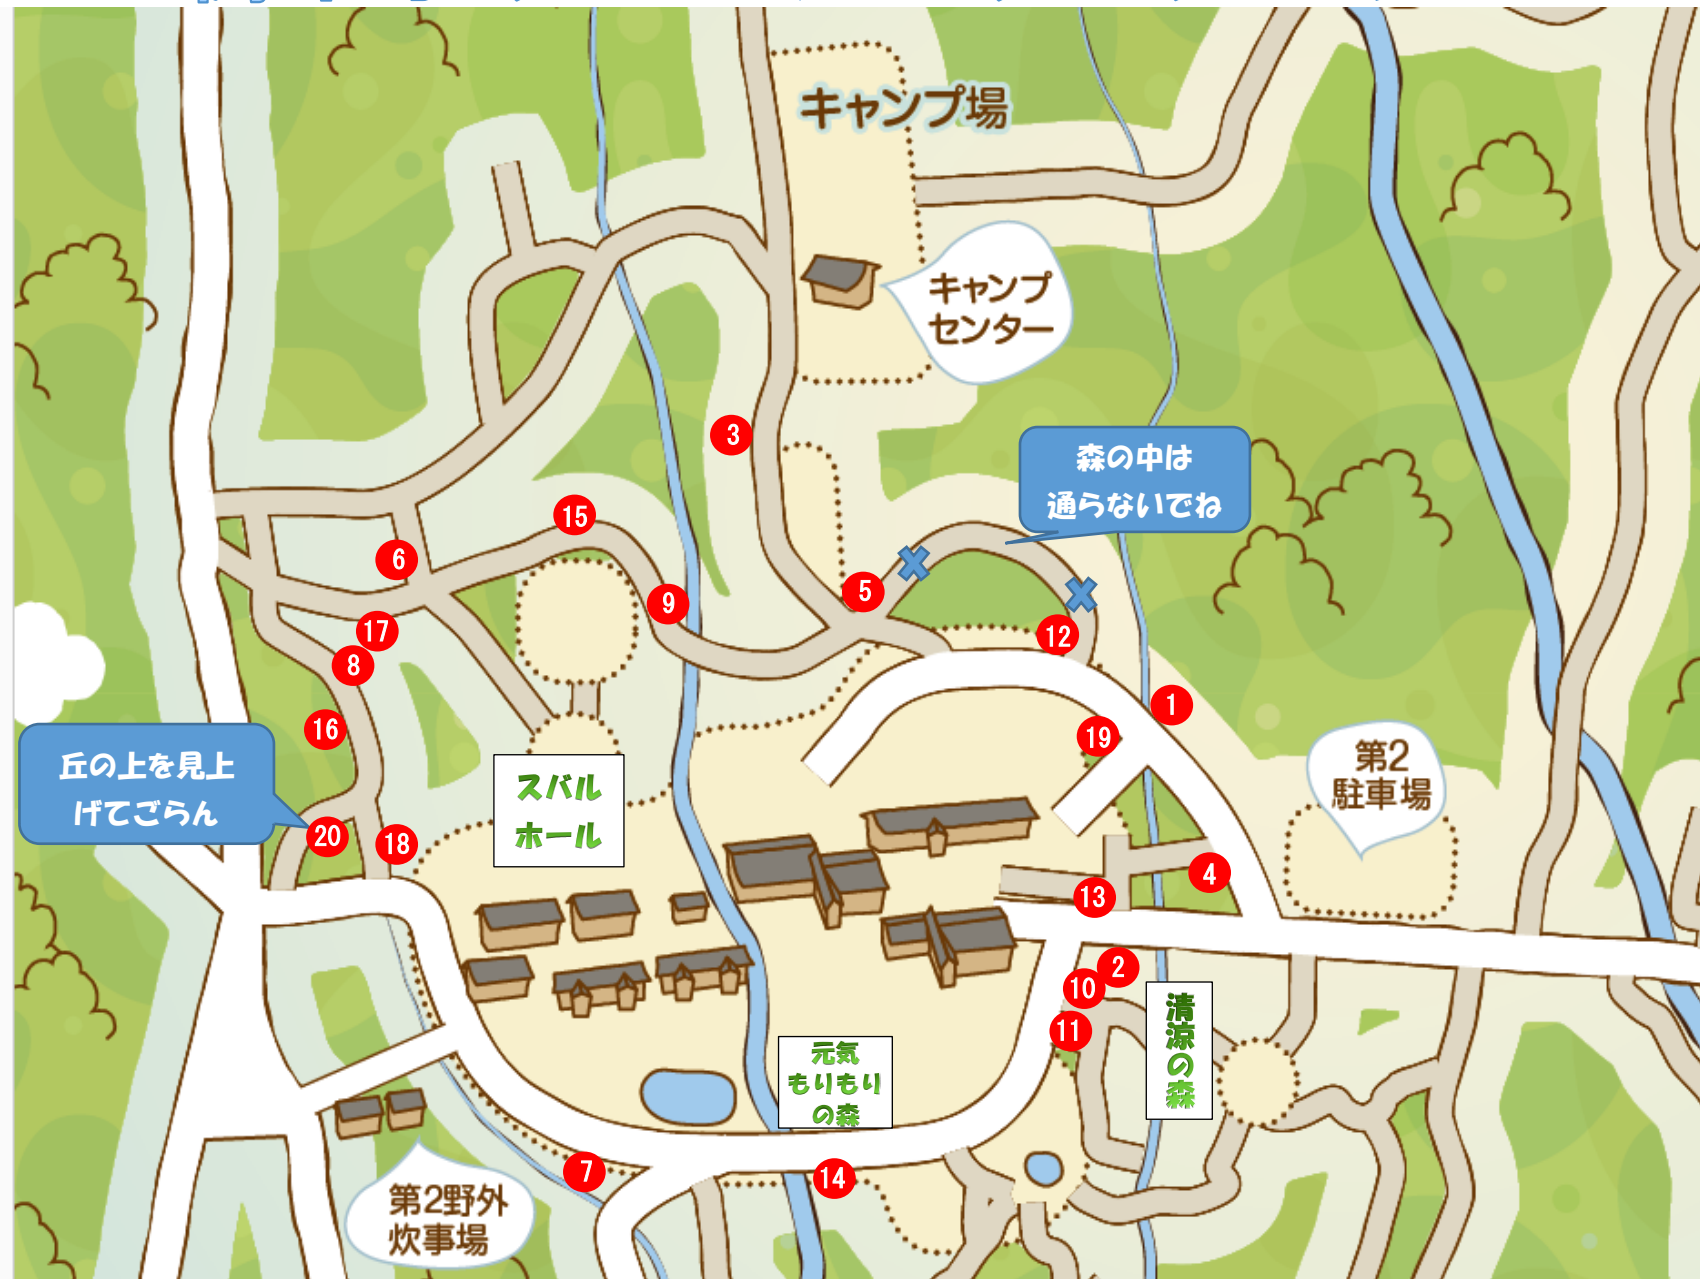 キャンプ場
キャンプ
センター
3
森の中は
通らないでね
15
6
5
9
12
17
8
1
16
19
第2
駐車場
丘の上を見上
げてごらん
スバル
ホール
20
18
4
13
2
10
11
清涼の森
元気
もりもり
の森
7
14
第2野外
炊事場